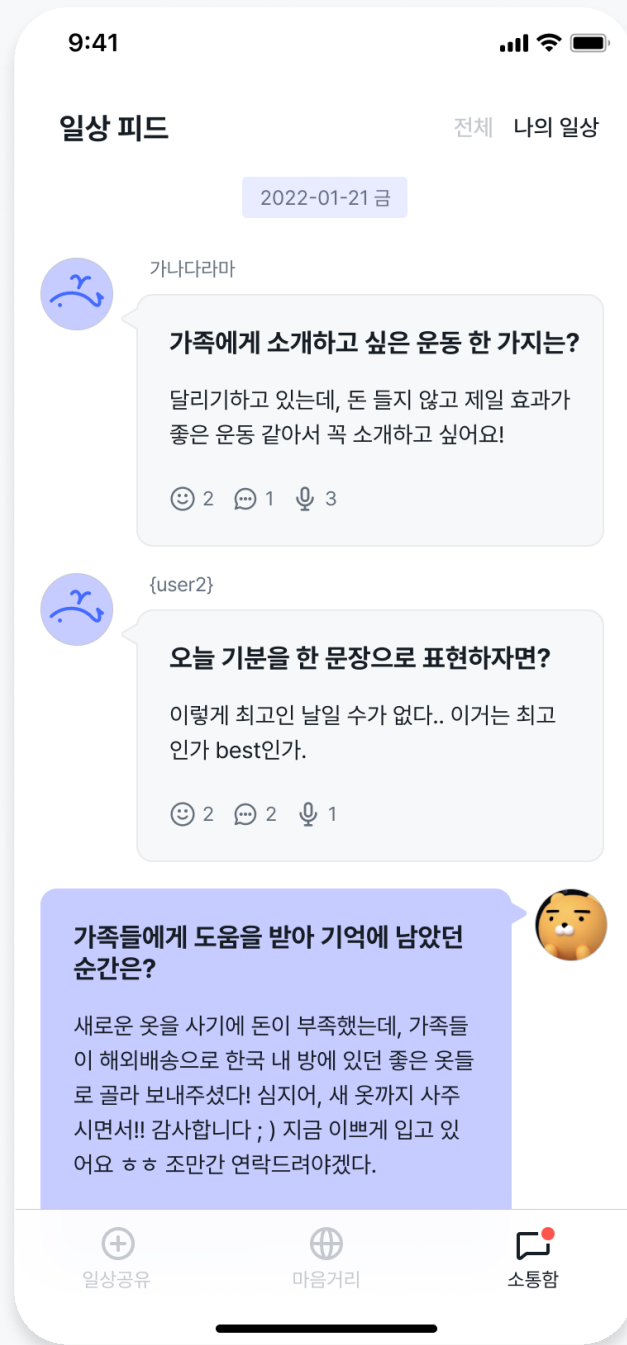 9:41
일상 피드
전체 나의 일상
2022-01-21 금
가나다라마
가족에게 소개하고 싶은 운동 한 가지는?
달리기하고 있는데, 돈 들지 않고 제일 효과가
좋은 운동 같아서 꼭 소개하고 싶어요!
2 1 3
{user2}
오늘 기분을 한 문장으로 표현하자면?
이렇게 최고인 날일 수가 없다.. 이거는 최고
인가 best인가.
2 2 1
가족들에게 도움을 받아 기억에 남았던
순간은?
새로운 옷을 사기에 돈이 부족했는데, 가족들
이 해외배송으로 한국 내 방에 있던 좋은 옷들
로 골라 보내주셨다! 심지어, 새 옷까지 사주
시면서!! 감사합니다 ; ) 지금 이쁘게 입고 있
어요 ㅎㅎ 조만간 연락드려야겠다.
일상공유 마음거리 소통함